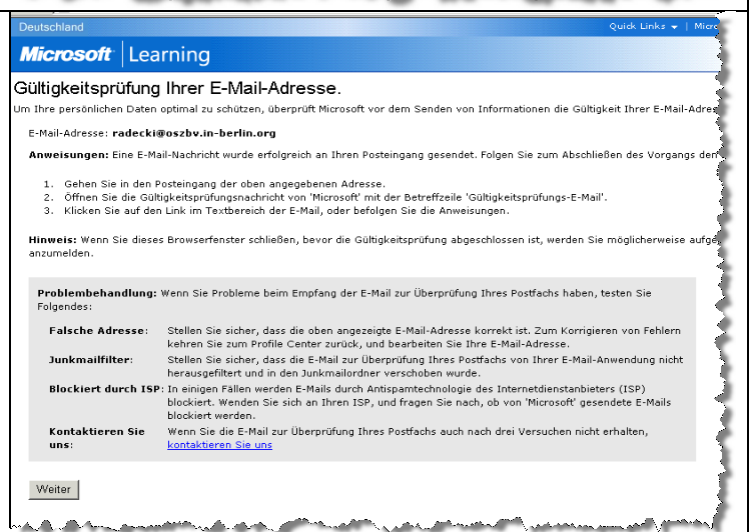 Deutschland Quick Links | Micro
Microsoft Learning
Gültigkeitsprüfung Ihrer E-Mail-Adresse.
Um Ihre persönlichen Daten optimal zu schützen, überprüft Microsoft vor dem Senden von Informationen die Gültigkeit Ihrer E-Mail-Adres
E-Mail-Adresse: radecki@oszbv.in-berlin.org
Anweisungen: Eine E-Mail-Nachricht wurde erfolgreich an Ihren Posteingang gesendet. Folgen Sie zum Abschließen des Vorgangs den
1. Gehen Sie in den Posteingang der oben angegebenen Adresse.
2. Öffnen Sie die Gültigkeitsprüfungsnachricht von 'Microsoft' mit der Betreffzeile 'Gültigkeitsprüfungs-E-Mail'.
3. Klicken Sie auf den Link im Textbereich der E-Mail, oder befolgen Sie die Anweisungen.
Hinweis: Wenn Sie dieses Browserfenster schließen, bevor die Gültigkeitsprüfung abgeschlossen ist, werden Sie möglicherweise aufge
anzumelden.
Problembehandlung: Wenn Sie Probleme beim Empfang der E-Mail zur Überprüfung Ihres Postfachs haben, testen Sie
Folgendes:
Falsche Adresse: Stellen Sie sicher, dass die oben angezeigte E-Mail-Adresse korrekt ist. Zum Korrigieren von Fehlern
kehren Sie zum Profile Center zurück, und bearbeiten Sie Ihre E-Mail-Adresse.
Junkmailfilter: Stellen Sie sicher, dass die E-Mail zur Überprüfung Ihres Postfachs von Ihrer E-Mail-Anwendung nicht
herausgefiltert und in den Junkmailordner verschoben wurde.
Blockiert durch ISP: In einigen Fällen werden E-Mails durch Antispamtechnologie des Internetdienstanbieters (ISP)
blockiert. Wenden Sie sich an Ihren ISP, und fragen Sie nach, ob von 'Microsoft' gesendete E-Mails
blockiert werden.
Kontaktieren Sie Wenn Sie die E-Mail zur Überprüfung Ihres Postfachs auch nach drei Versuchen nicht erhalten,
uns: kontaktieren Sie uns
Weiter